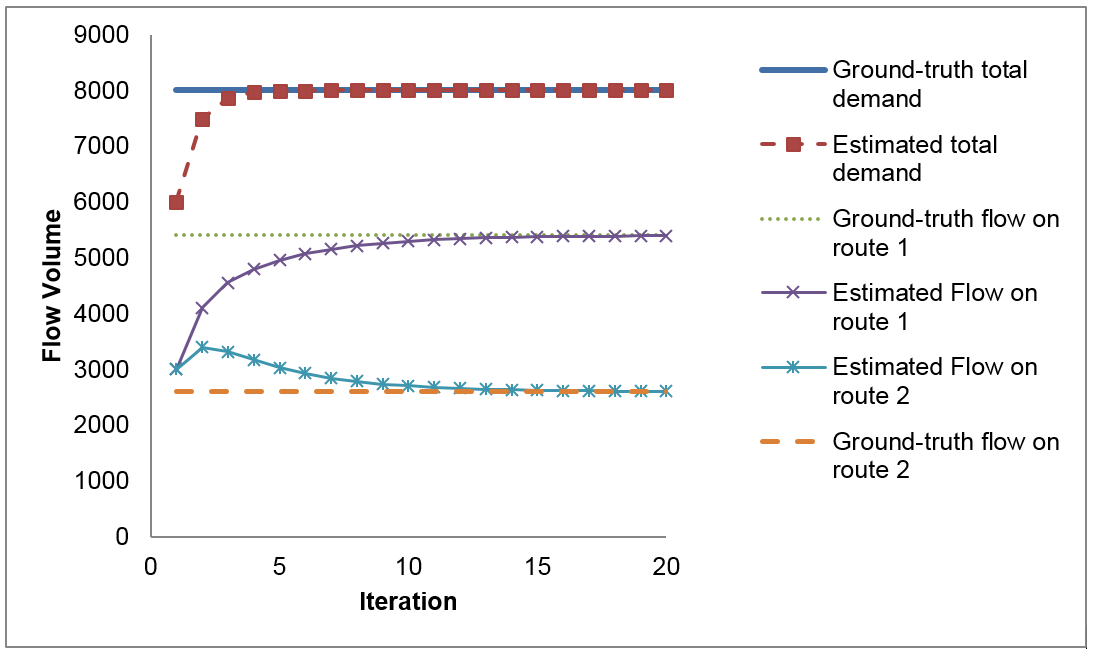 9000
8000
7000
6000
5000
4000
3000
2000
1000
0
Flow Volume
0 5 10 15 20
Iteration
Ground-truth total
demand
Estimated total
demand
Ground-truth flow on
route 1
Estimated Flow on
route 1
Estimated Flow on
route 2
Ground-truth flow on
route 2